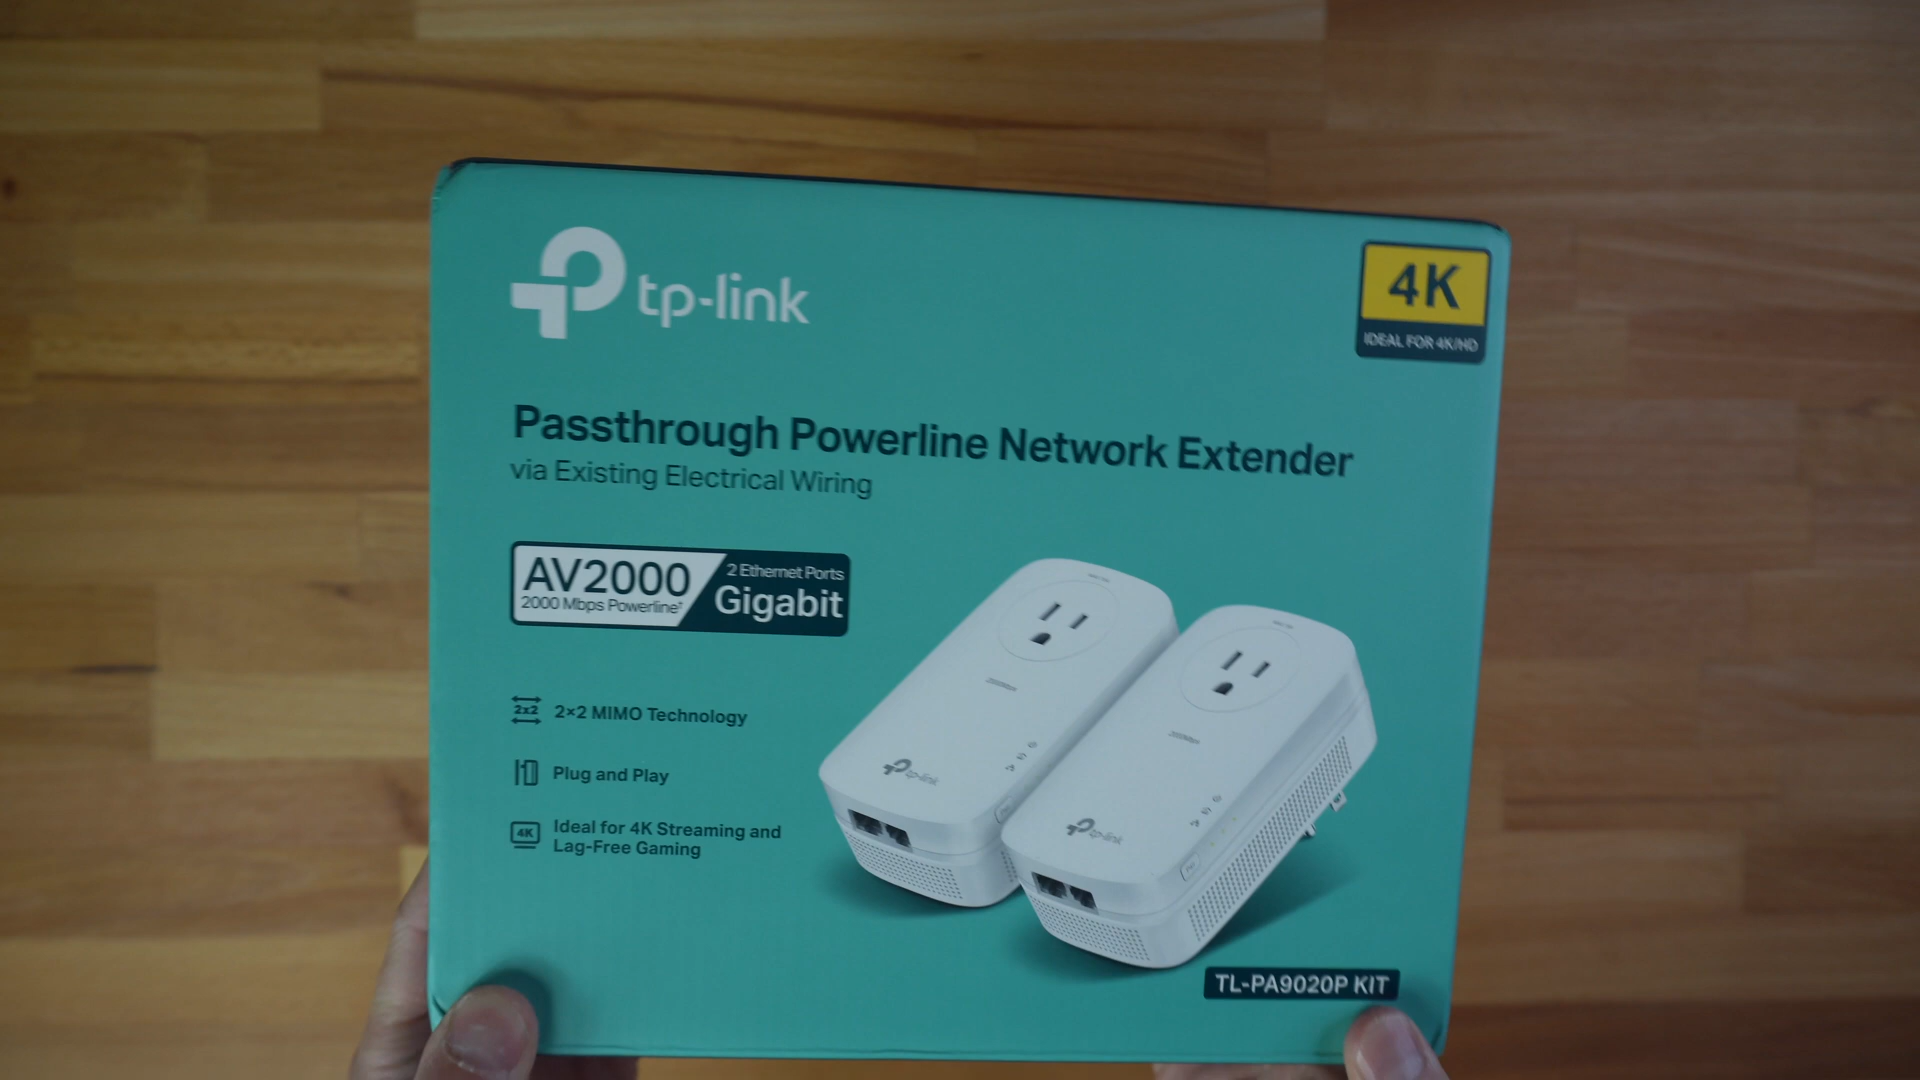 tp-link
4K
IDEAL FOR 4K/HD
Passthrough Powerline Network Extender
via Existing Electrical Wiring
AV2000
2000 Mbps Powerline†
2 Ethernet Ports
Gigabit
2x2
2×2 MIMO Technology
Plug and Play
4K
Ideal for 4K Streaming and
Lag-Free Gaming
tp-link
tp-link
TL-PA9020P KIT